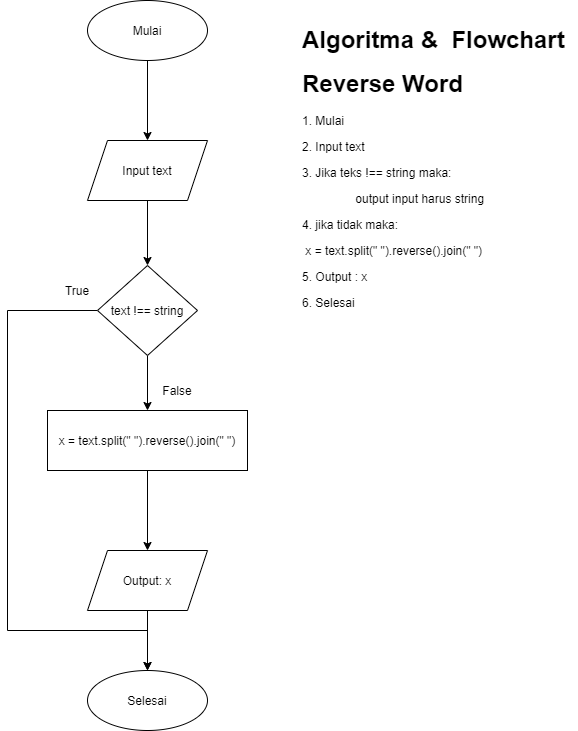 Mulai
Input text
True
text !== string
False
x = text.split(" ").reverse().join(" ")
Output: x
Selesai
Algoritma &  Flowchart
Reverse Word
1. Mulai
2. Input text
3. Jika teks !== string maka:
output input harus string
4. jika tidak maka:
x = text.split(" ").reverse().join(" ")
5. Output : x
6. Selesai